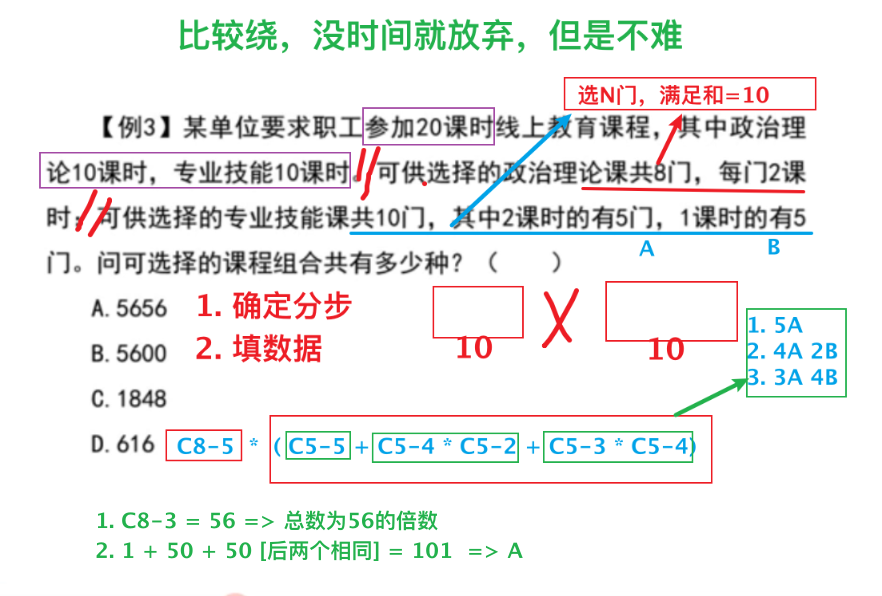 比较绕，没时间就放弃，但是不难
选N门，满足和=10
【例3】某单位要求职工参加20课时线上教育课程，其中政治理
论10课时，专业技能10课时。可供选择的政治理论课共8门，每门2课
时；可供选择的专业技能课共10门，其中2课时的有5门，1课时的有5
A
B
门。问可选择的课程组合共有多少种？（ ）
A.5656
1. 确定分步
B.5600
2. 填数据
10
X
10
1. 5A
2. 4A 2B
3. 3A 4B
C.1848
D.616
C8-5 * ( C5-5 + C5-4 * C5-2 + C5-3 * C5-4)
1. C8-3 = 56 => 总数为56的倍数
2. 1 + 50 + 50 [后两个相同] = 101 => A